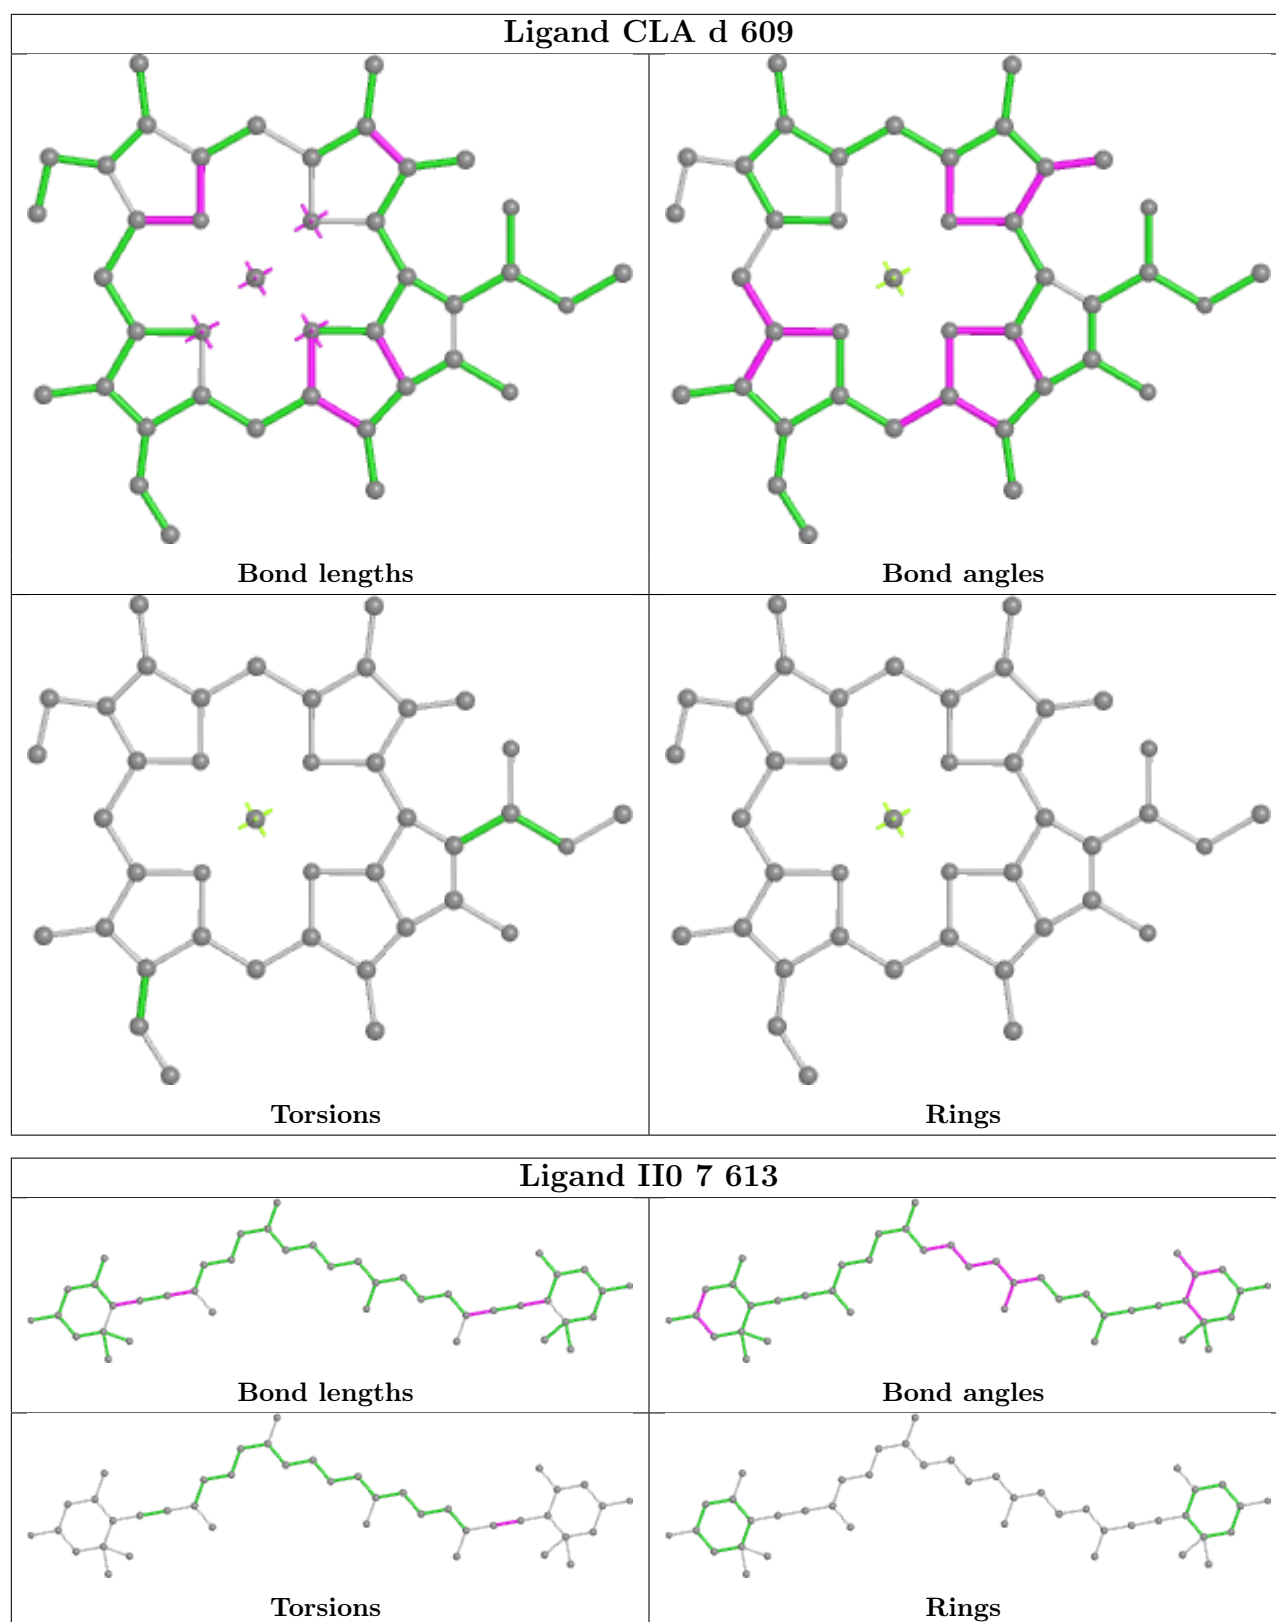 Ligand CLA d 609
Bond lengths
Bond angles
Torsions
Rings
Ligand II0 7 613
Bond lengths
Bond angles
Torsions
Rings